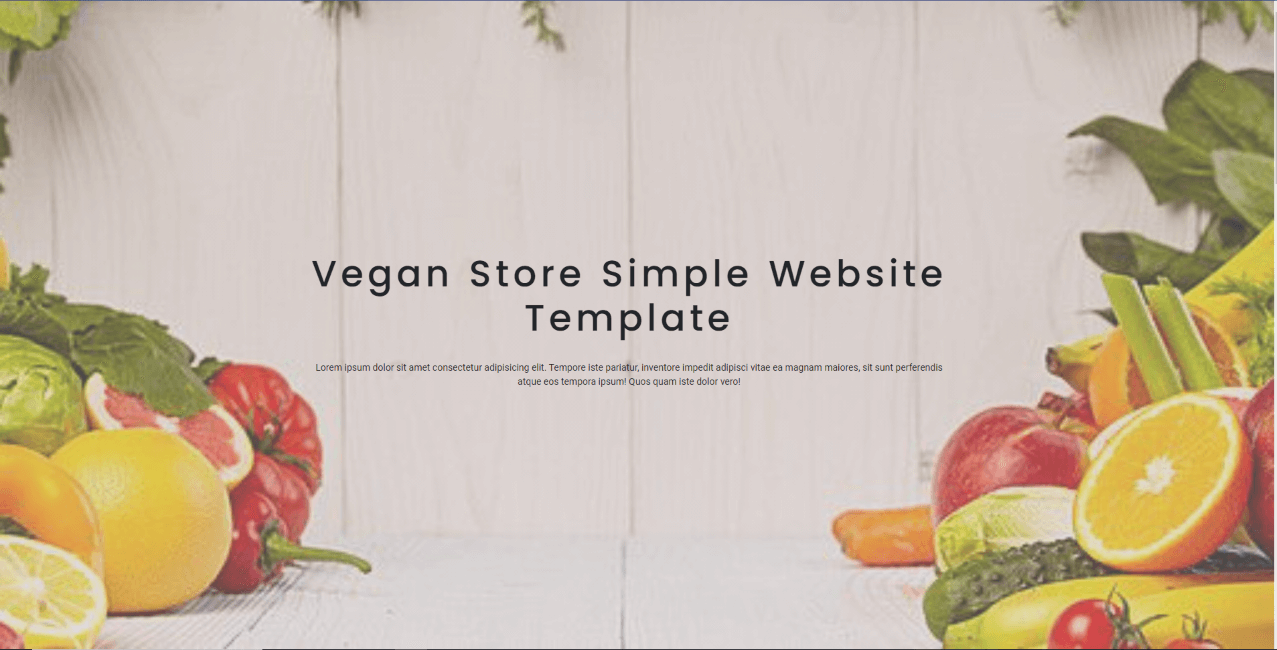 Vegan Store Simple Website
Template
Lorem ipsum dolor sit amet consectetur adipisicing elit. Tempore iste pariatur, inventore impedit adipisci vitae ea magnam maiores, sit sunt perferendis
atque eos tempora ipsum! Quos quam iste dolor vero!